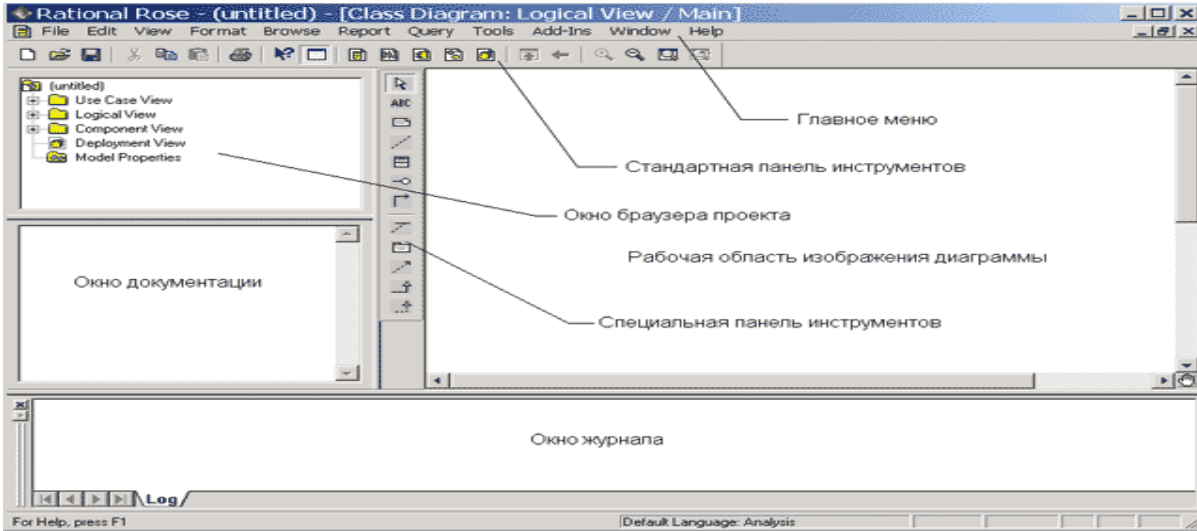 Rational Rose - (untitled) - [Class Diagram: Logical View / Main]
File Edit View Format Browse Report Query Tools Add-Ins Window Help
(untitled)
Use Case View
Logical View
Component View
Deployment View
Model Properties
ABC
Главное меню
Стандартная панель инструментов
Окно браузера проекта
Рабочая область изображения диаграммы
Окно документации
Специальная панель инструментов
Окно журнала
Log
For Help, press F1
Default Language: Analysis